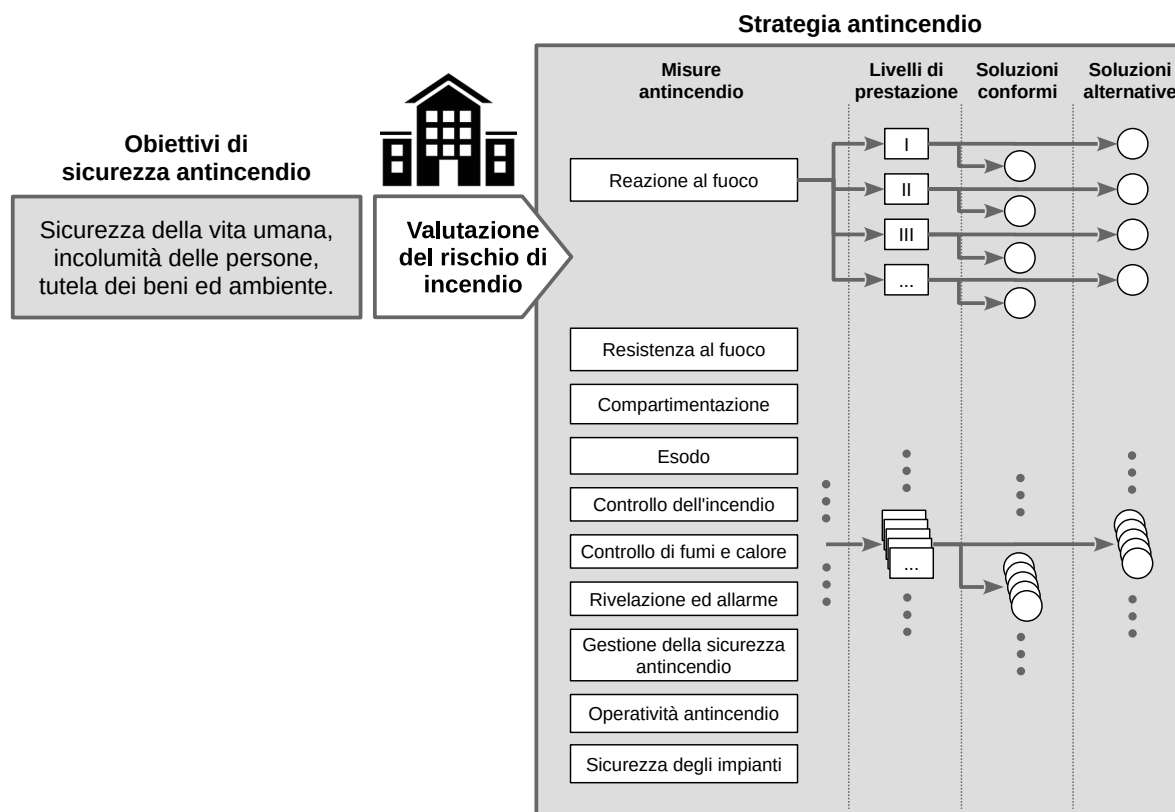 Strategia antincendio
Misure
antincendio
Livelli di
prestazione
Soluzioni
conformi
Soluzioni
alternative
Obiettivi di
sicurezza antincendio
Sicurezza della vita umana,
incolumità delle persone,
tutela dei beni ed ambiente.
Valutazione
del rischio di
incendio
Reazione al fuoco
I
II
III
...
Resistenza al fuoco
Compartimentazione
Esodo
Controllo dell'incendio
Controllo di fumi e calore
...
Rivelazione ed allarme
Gestione della sicurezza
antincendio
Operatività antincendio
Sicurezza degli impianti